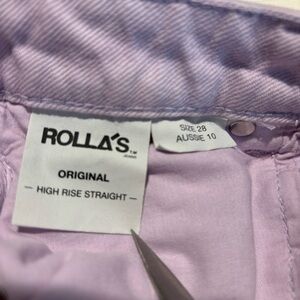 ROLLA'S
JEANS
ORIGINAL
— HIGH RISE STRAIGHT —
SIZE 28
AUSSIE 10